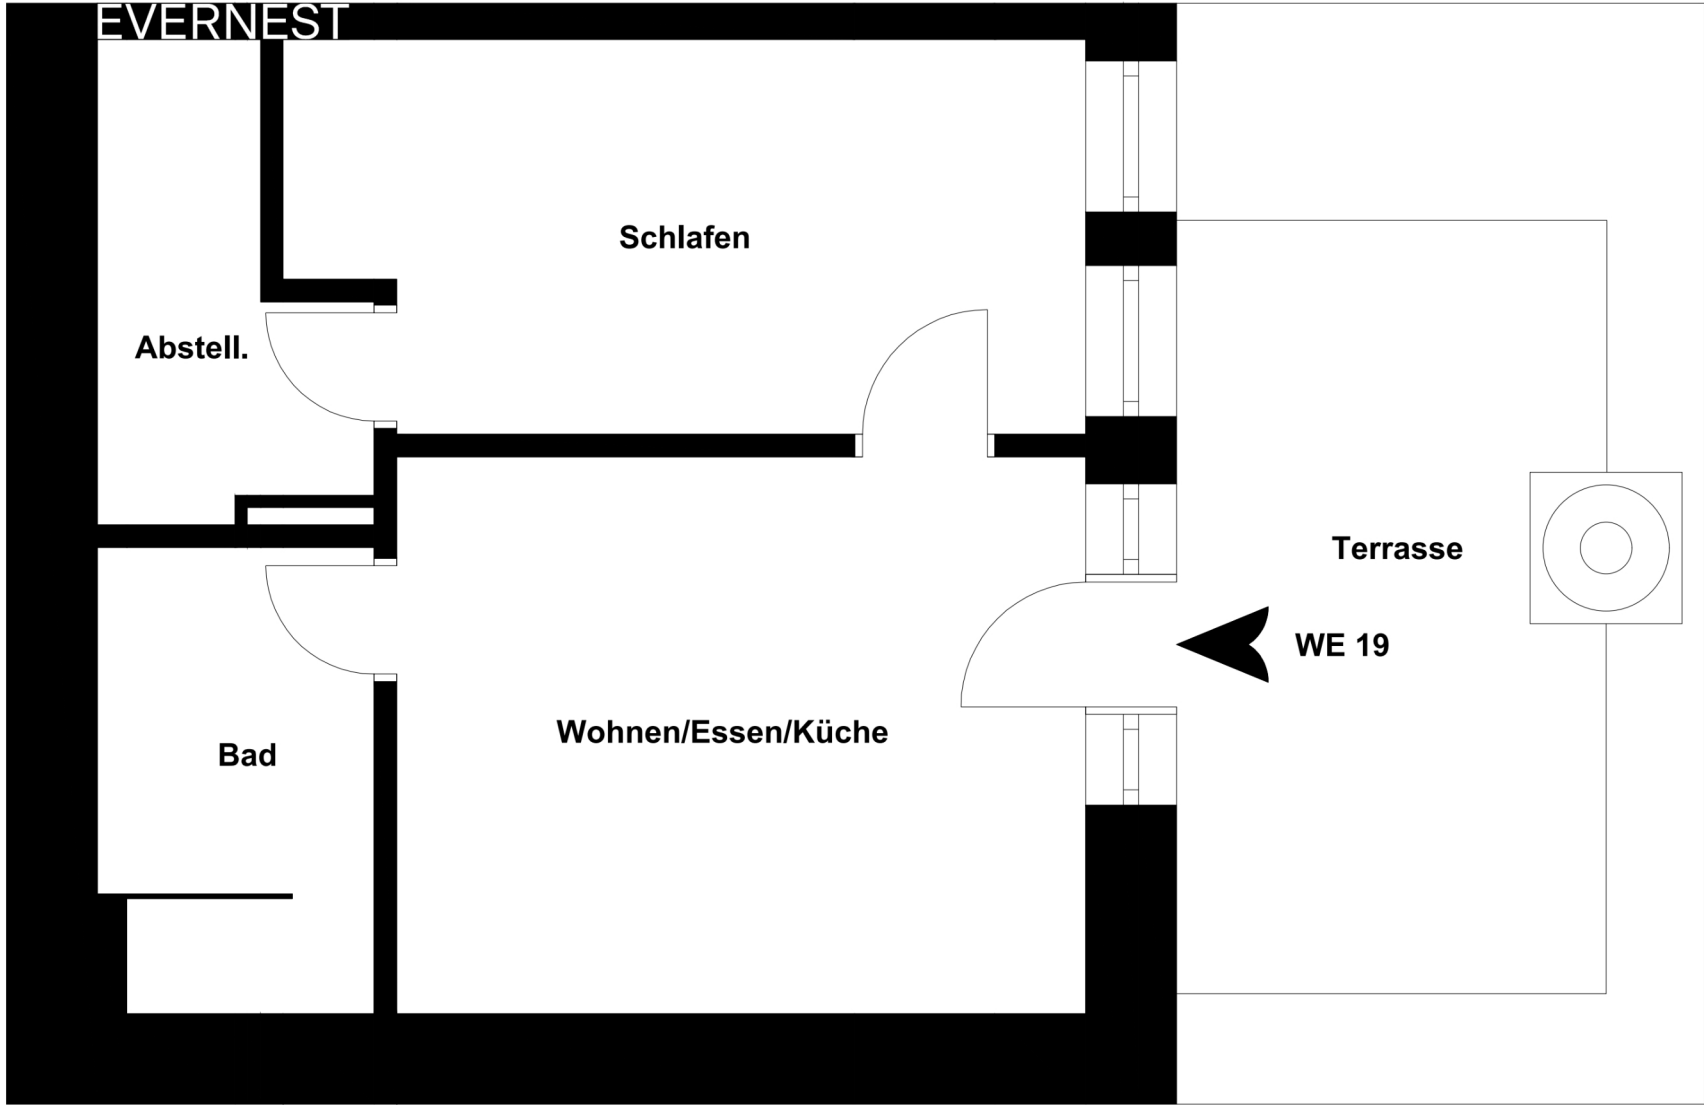 EVERNEST
Schlafen
Abstell.
Terrasse
WE 19
Wohnen/Essen/Küche
Bad